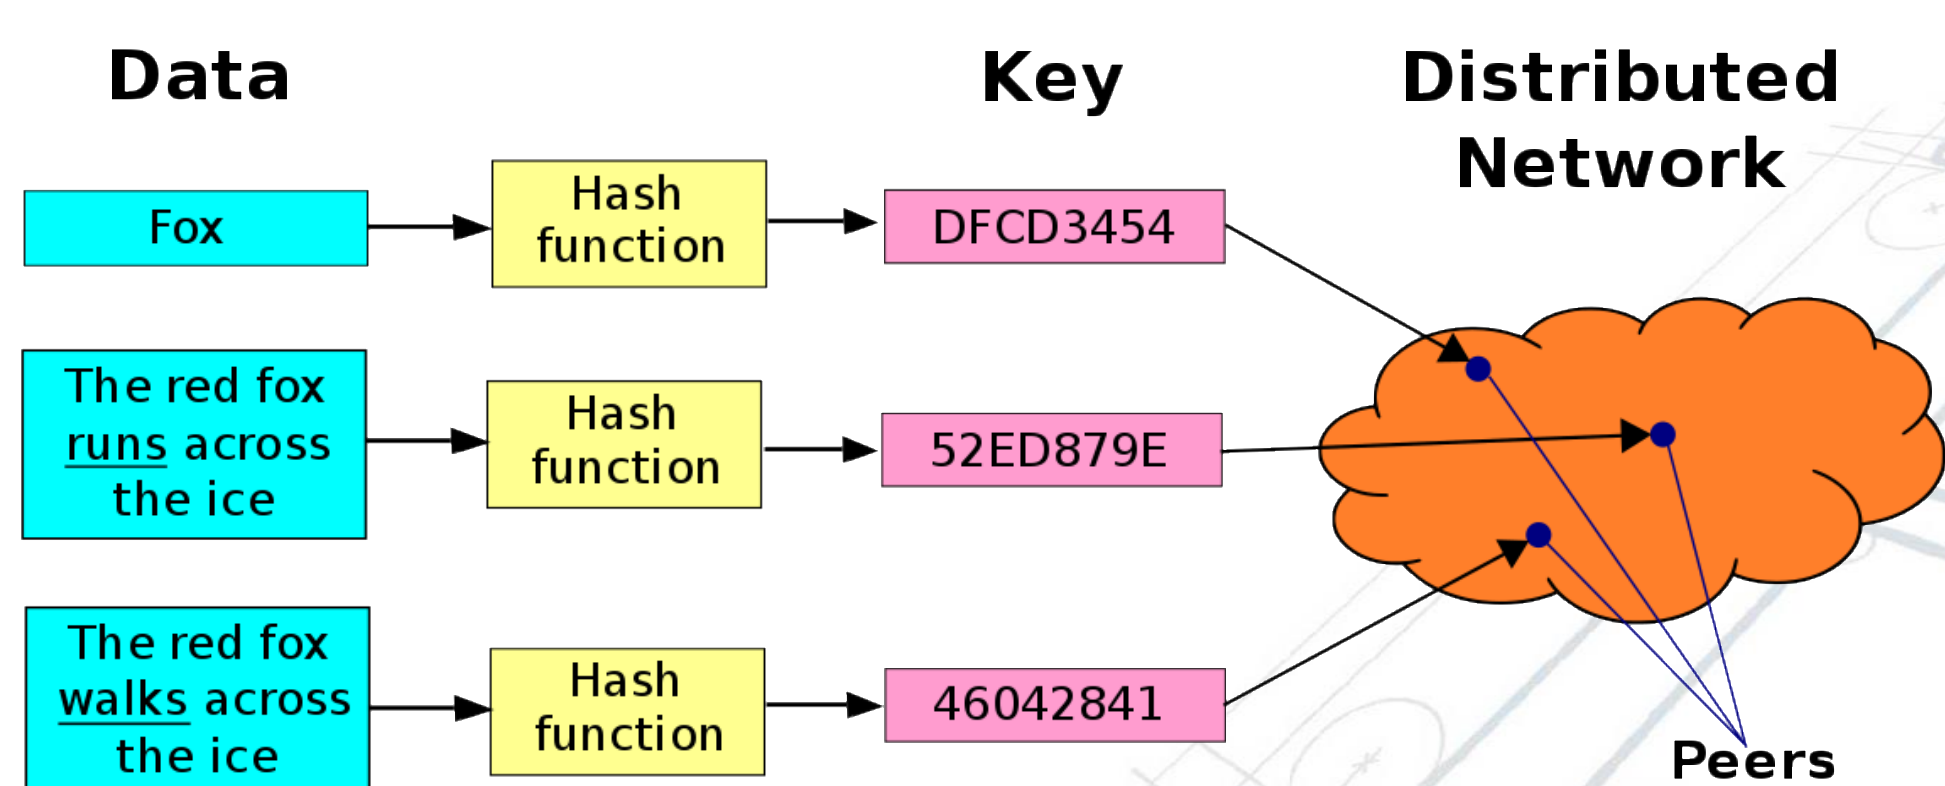 Data
Key
Distributed
Network
Fox
Hash
function
DFCD3454
The red fox
runs across
the ice
Hash
function
52ED879E
The red fox
walks across
the ice
Hash
function
46042841
Peers